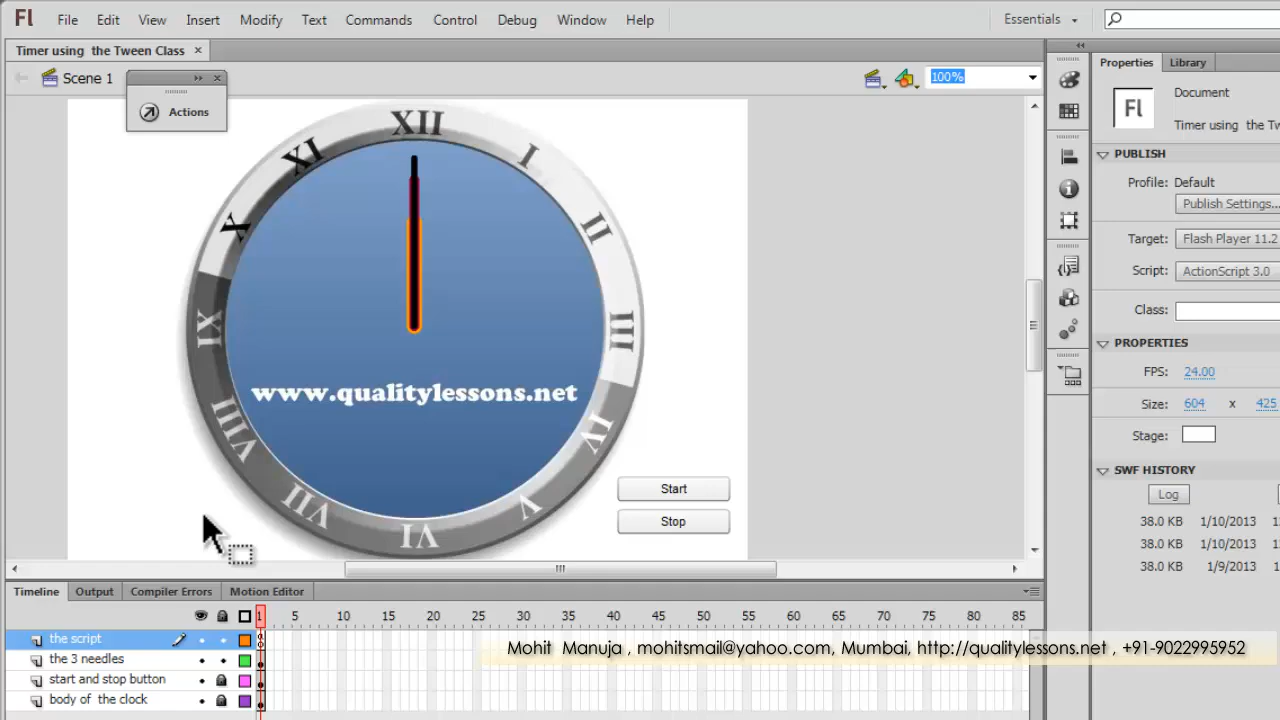 Fl File Edit View Insert Modify Text Commands Control Debug Window Help Essentials
Timer using the Tween Class ×
Scene 1
100%
Actions
XII
I
II
III
IV
V
VI
VII
VIII
IX
X
XI
www.qualitylessons.net
Start
Stop
Properties Library
Fl
Document
Timer using the Tw
PUBLISH
Profile: Default
Publish Settings...
Target: Flash Player 11.2
Script: ActionScript 3.0
Class:
PROPERTIES
FPS: 24.00
Size: 604 x 425
Stage:
SWF HISTORY
Log
38.0 KB 1/10/2013
38.0 KB 1/10/2013
38.0 KB 1/9/2013
Timeline Output Compiler Errors Motion Editor
1 5 10 15 20 25 30 35 40 45 50 55 60 65 70 75 80 85
the script
the 3 needles
start and stop button
body of the clock
Mohit Manuja , mohitsmail@yahoo.com, Mumbai, http://qualitylessons.net , +91-9022995952